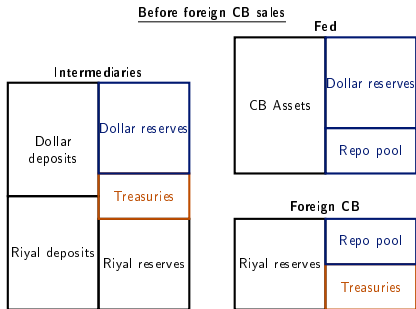 Before foreign CB sales
Fed
CB Assets
Dollar reserves
Repo pool
Intermediaries
Dollar
deposits
Dollar reserves
Treasuries
Riyal deposits
Riyal reserves
Foreign CB
Riyal reserves
Repo pool
Treasuries